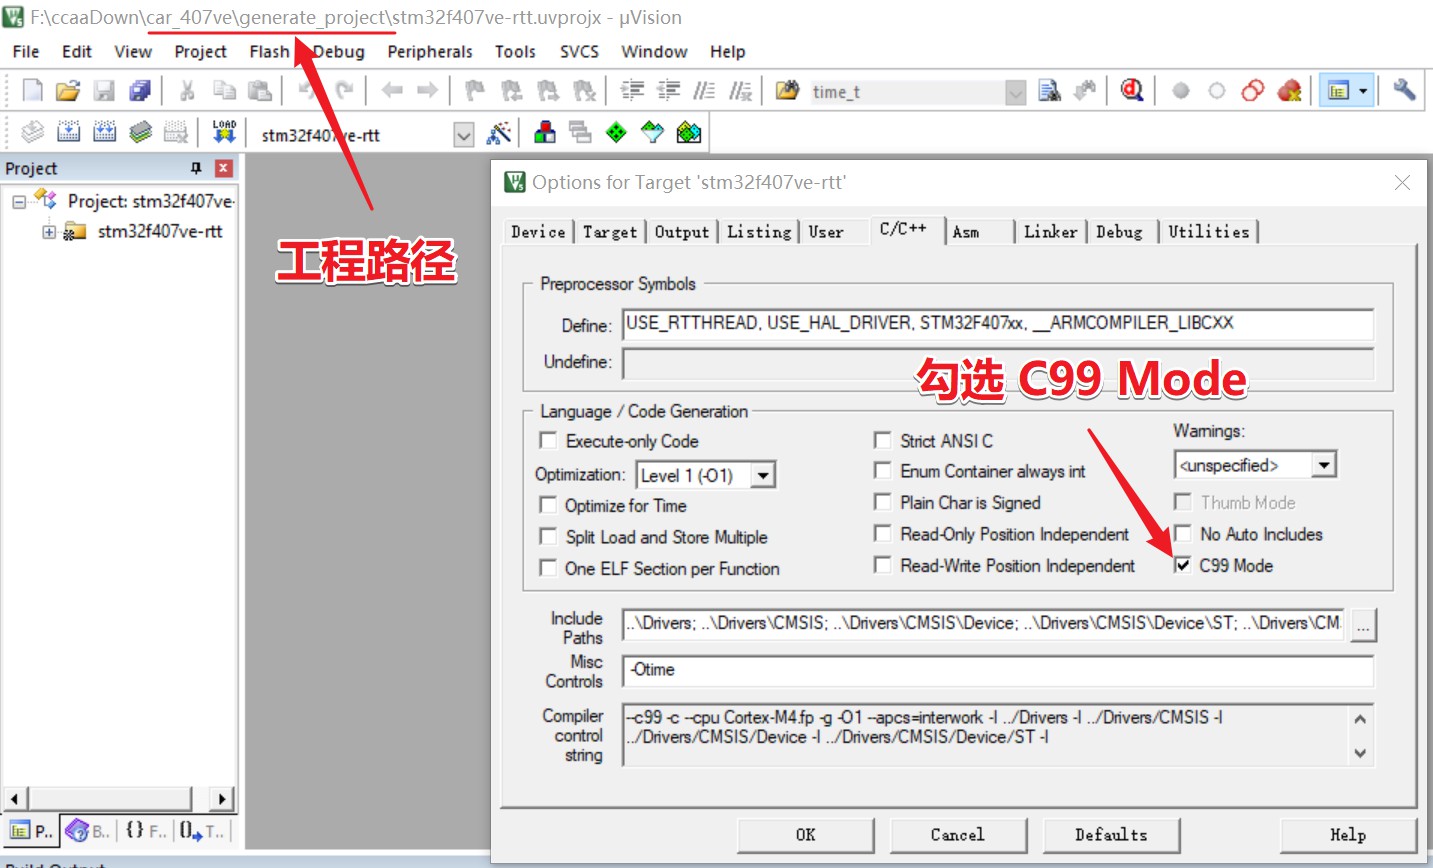 F:\ccaaDown\car_407ve\generate_project\stm32f407ve-rtt.uvprojx - µVision
File Edit View Project Flash Debug Peripherals Tools SVCS Window Help
time_t
LOAD
stm32f407ve-rtt
Project
Project: stm32f407ve-
stm32f407ve-rtt
工程路径
Options for Target 'stm32f407ve-rtt'
Device Target Output Listing User C/C++ Asm Linker Debug Utilities
Preprocessor Symbols
Define: USE_RTTHREAD, USE_HAL_DRIVER, STM32F407xx, __ARMCOMPILER_LIBCXX
Undefine:
勾选 C99 Mode
Language / Code Generation
Execute-only Code
Optimization: Level 1 (-O1)
Optimize for Time
Split Load and Store Multiple
One ELF Section per Function
Strict ANSI C
Enum Container always int
Plain Char is Signed
Read-Only Position Independent
Read-Write Position Independent
Warnings:
<unspecified>
Thumb Mode
No Auto Includes
C99 Mode
Include Paths
..\Drivers; ..\Drivers\CMSIS; ..\Drivers\CMSIS\Device; ..\Drivers\CMSIS\Device\ST; ..\Drivers\CM
...
Misc Controls
-Otime
Compiler control string
--c99 -c --cpu Cortex-M4.fp -g -O1 --apcs=interwork -I ../Drivers -I ../Drivers/CMSIS -I
../Drivers/CMSIS/Device -I ../Drivers/CMSIS/Device/ST -I
P.. B.. {} F.. T..
OK Cancel Defaults Help
Build Output